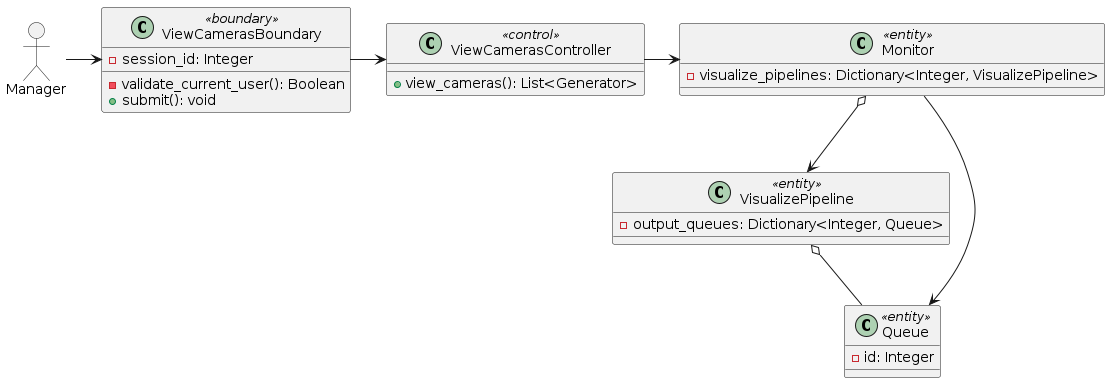 Manager
C
«boundary»
ViewCamerasBoundary
session_id: Integer
validate_current_user(): Boolean
submit(): void
C
«control»
ViewCamerasController
view_cameras(): List<Generator>
C
«entity»
Monitor
visualize_pipelines: Dictionary<Integer, VisualizePipeline>
C
«entity»
VisualizePipeline
output_queues: Dictionary<Integer, Queue>
C
«entity»
Queue
id: Integer